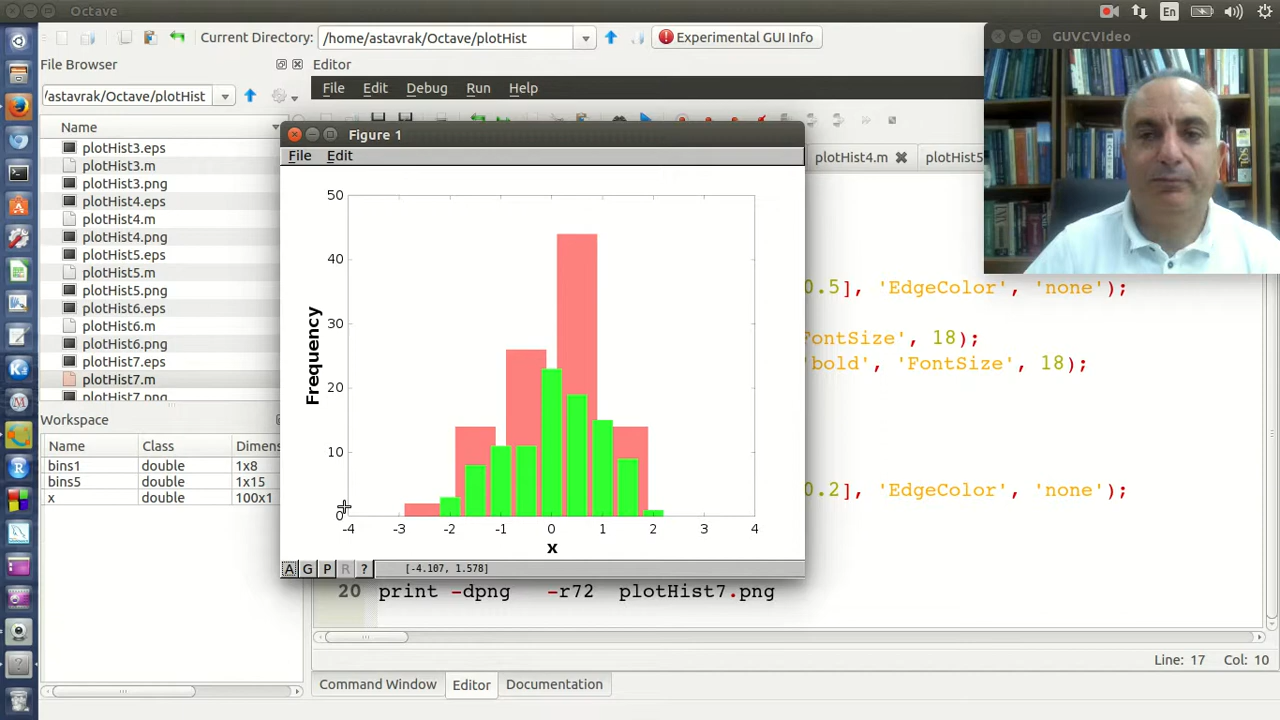 Octave
En
Current Directory: /home/astavrak/Octave/plotHist
Experimental GUI Info
GUVCVIdeo
File Browser
Editor
/astavrak/Octave/plotHist
File Edit Debug Run Help
Name
plotHist3.eps
plotHist3.m
plotHist3.png
plotHist4.eps
plotHist4.m
plotHist4.png
plotHist5.eps
plotHist5.m
plotHist5.png
plotHist6.eps
plotHist6.m
plotHist6.png
plotHist7.eps
plotHist7.m
plotHist7.png
Workspace
Name Class Dimens
bins1 double 1x8
bins5 double 1x15
x double 100x1
Figure 1
File Edit
50
40
30
20
10
0
Frequency
-4 -3 -2 -1 0 1 2 3 4
x
A G P R ? [-4.107, 1.578]
plotHist4.m plotHist5
0.5], 'EdgeColor', 'none');
FontSize', 18);
'bold', 'FontSize', 18);
0.2], 'EdgeColor', 'none');
20 print -dpng -r72 plotHist7.png
Line: 17 Col: 10
Command Window Editor Documentation